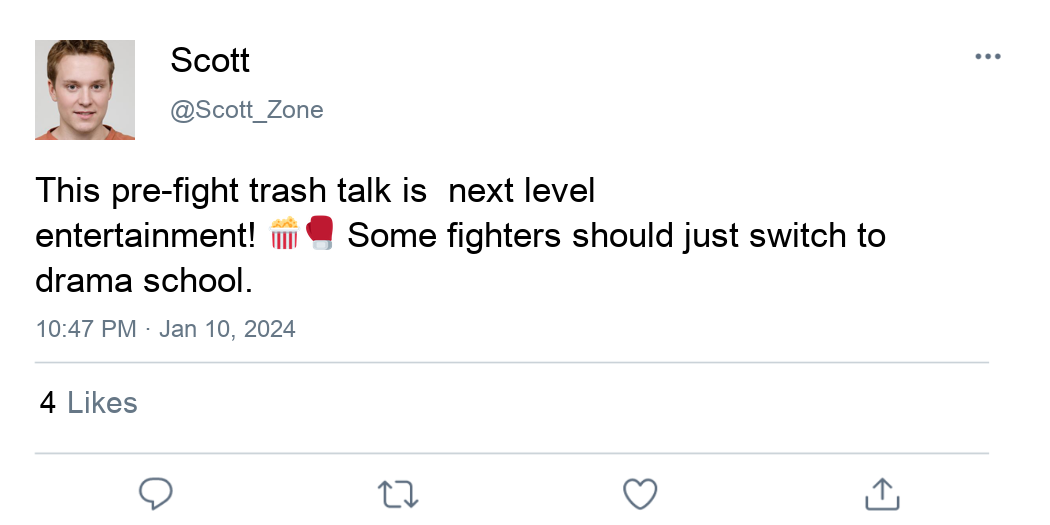 Scott
@Scott_Zone
This pre-fight trash talk is  next level
entertainment! 🍿🥊 Some fighters should just switch to
drama school.
10:47 PM · Jan 10, 2024
4 Likes